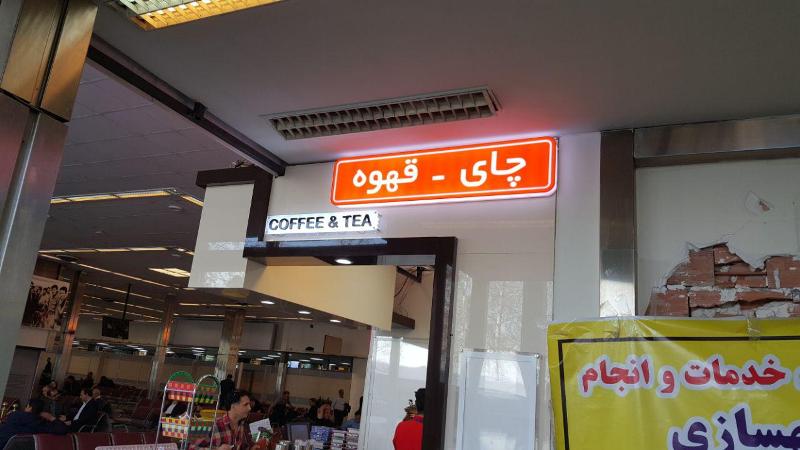 چای - قهوه
COFFEE & TEA
خدمات و انجام